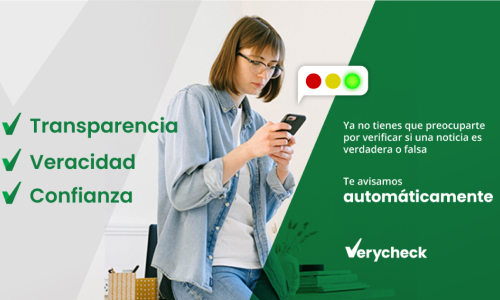 Transparencia
Veracidad
Confianza
Ya no tienes que preocuparte
por verificar si una noticia es
verdadera o falsa
Te avisamos
automáticamente
Verycheck